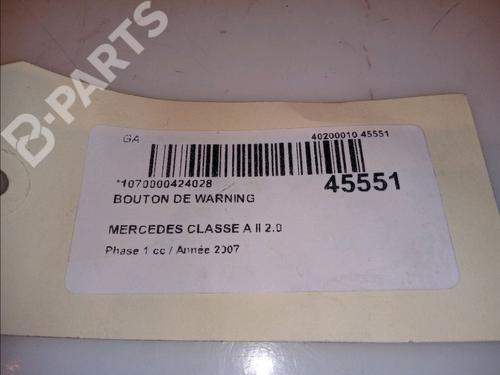 B-PARTS
GA
40200010 45551
*1070000424028
45551
BOUTON DE WARNING
MERCEDES CLASSE A II 2.0
Phase 1 cc / Année 2007